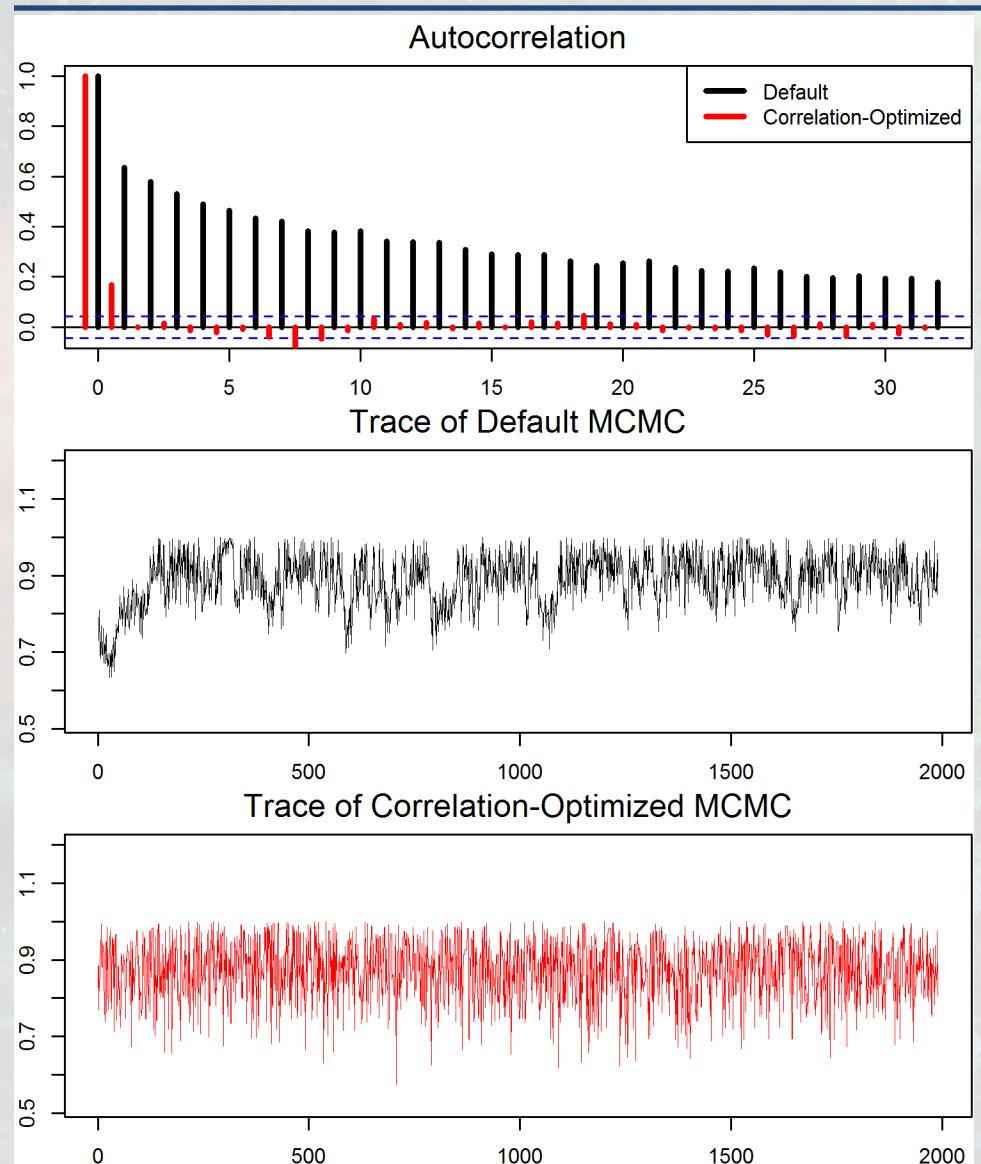 Autocorrelation
Default
Correlation-Optimized
1.0
0.8
0.6
0.4
0.2
0.0
0 5 10 15 20 25 30
Trace of Default MCMC
1.1
0.9
0.7
0.5
0 500 1000 1500 2000
Trace of Correlation-Optimized MCMC
1.1
0.9
0.7
0.5
0 500 1000 1500 2000